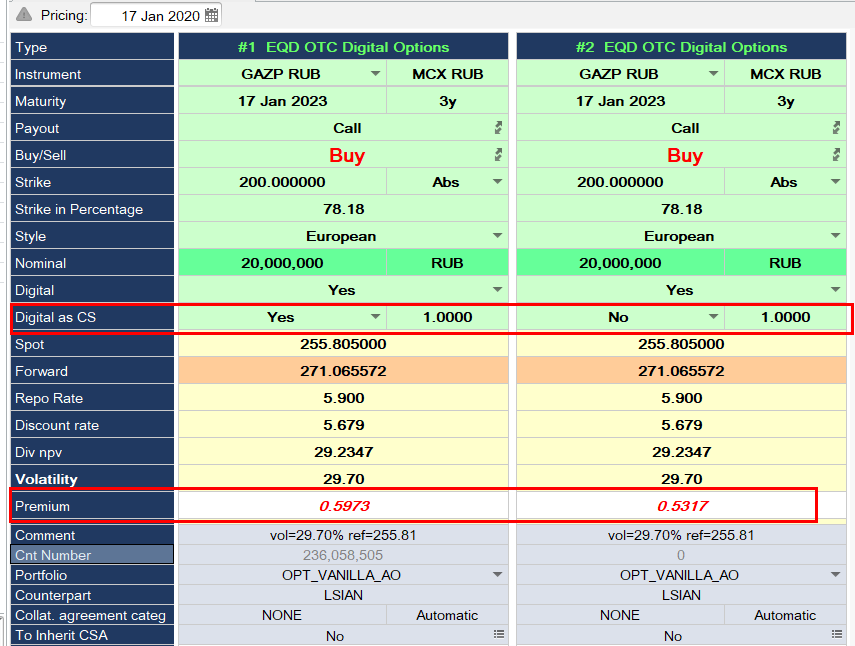 Pricing: 17 Jan 2020
Type #1 EQD OTC Digital Options #2 EQD OTC Digital Options
Instrument GAZP RUB MCX RUB GAZP RUB MCX RUB
Maturity 17 Jan 2023 3y 17 Jan 2023 3y
Payout Call Call
Buy/Sell Buy Buy
Strike 200.000000 Abs 200.000000 Abs
Strike in Percentage 78.18 78.18
Style European European
Nominal 20,000,000 RUB 20,000,000 RUB
Digital Yes Yes
Digital as CS Yes 1.0000 No 1.0000
Spot 255.805000 255.805000
Forward 271.065572 271.065572
Repo Rate 5.900 5.900
Discount rate 5.679 5.679
Div npv 29.2347 29.2347
Volatility 29.70 29.70
Premium 0.5973 0.5317
Comment vol=29.70% ref=255.81 vol=29.70% ref=255.81
Cnt Number 236,058,505 0
Portfolio OPT_VANILLA_AO OPT_VANILLA_AO
Counterpart LSIAN LSIAN
Collat. agreement categ NONE Automatic NONE Automatic
To Inherit CSA No No